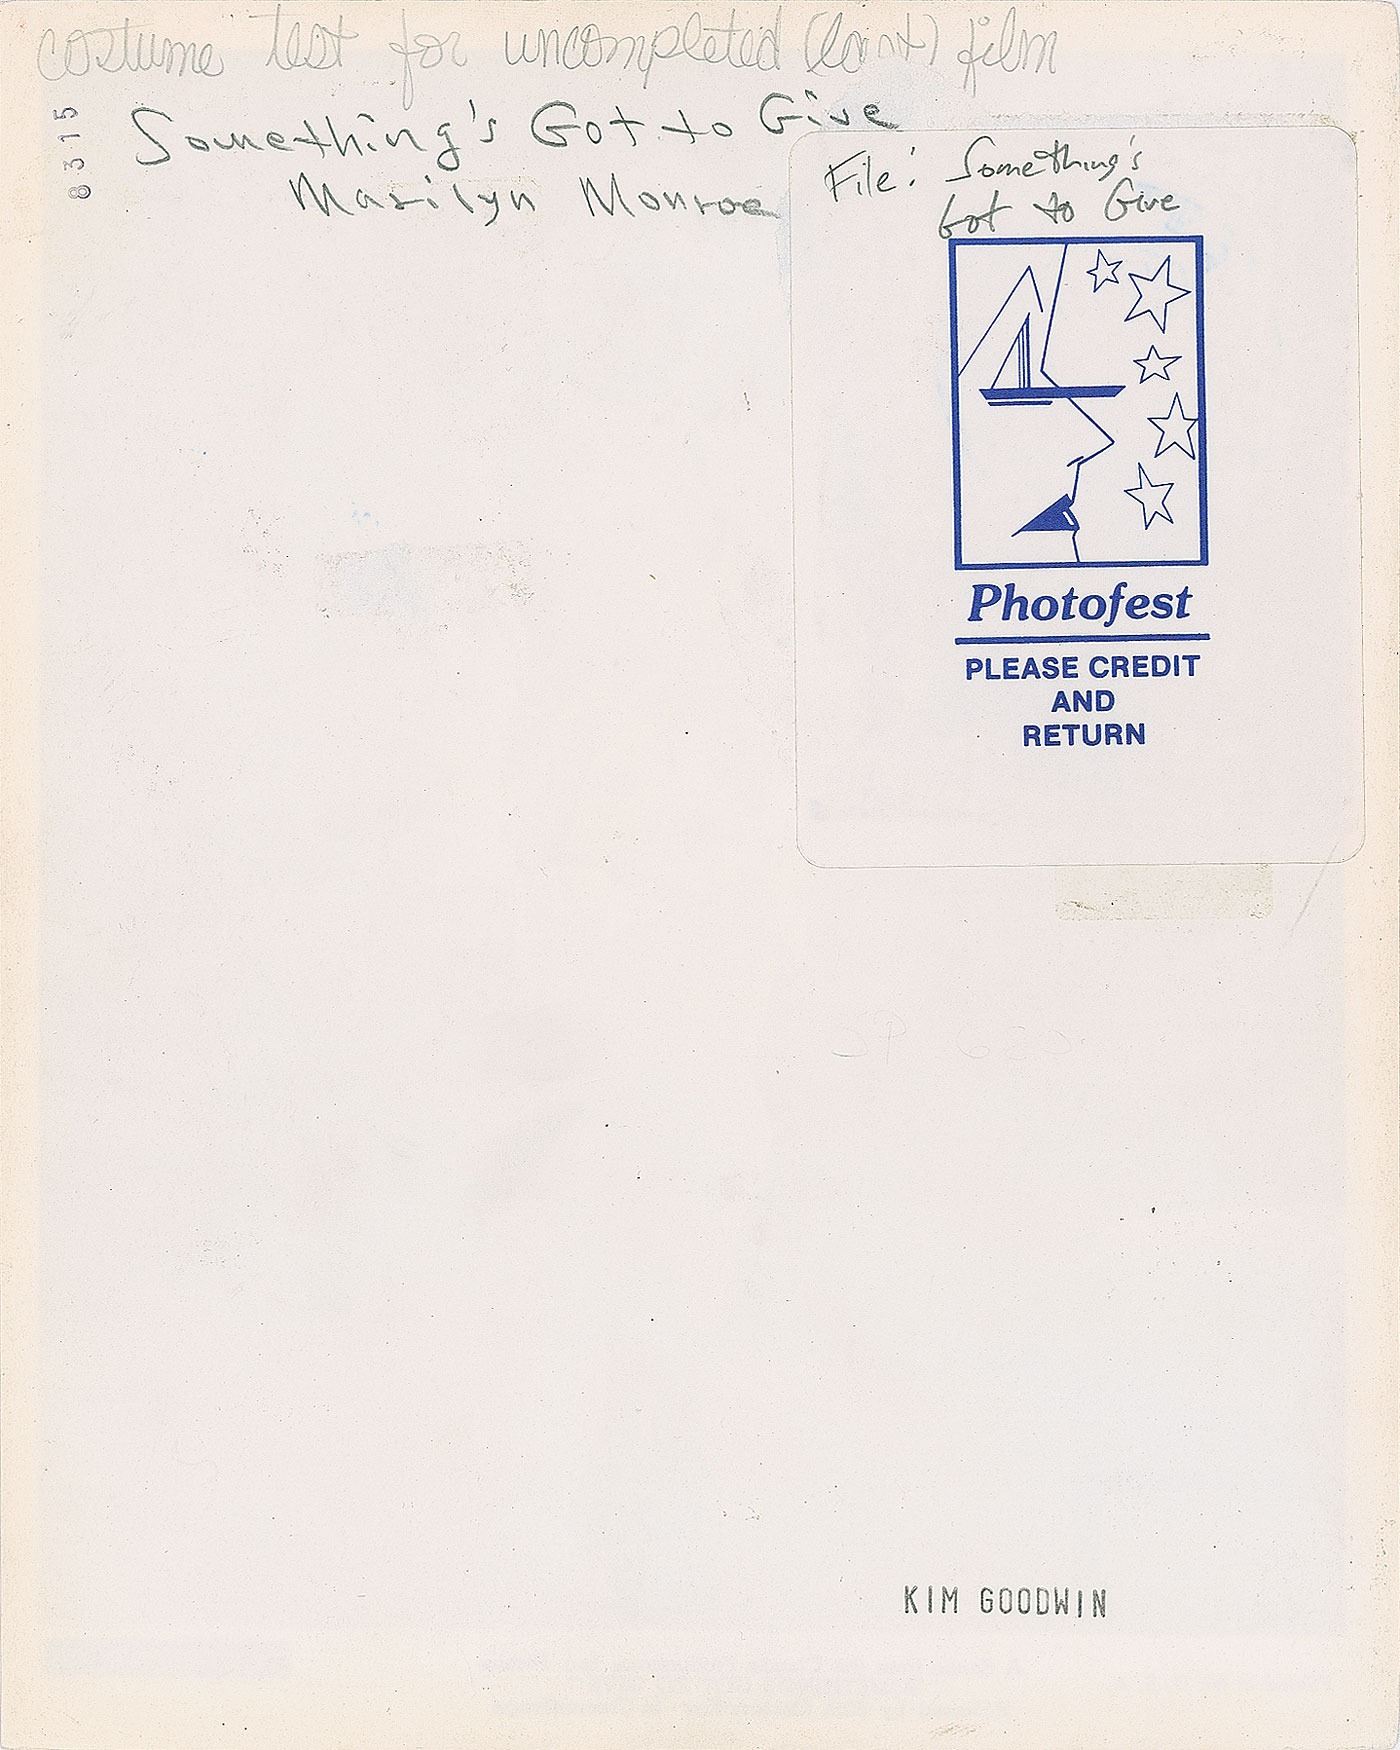 costume test for uncompleted film
Something's Got to Give
Marilyn Monroe
8315
File: Something's
Got to Give
Photofest
PLEASE CREDIT
AND
RETURN
KIM GOODWIN